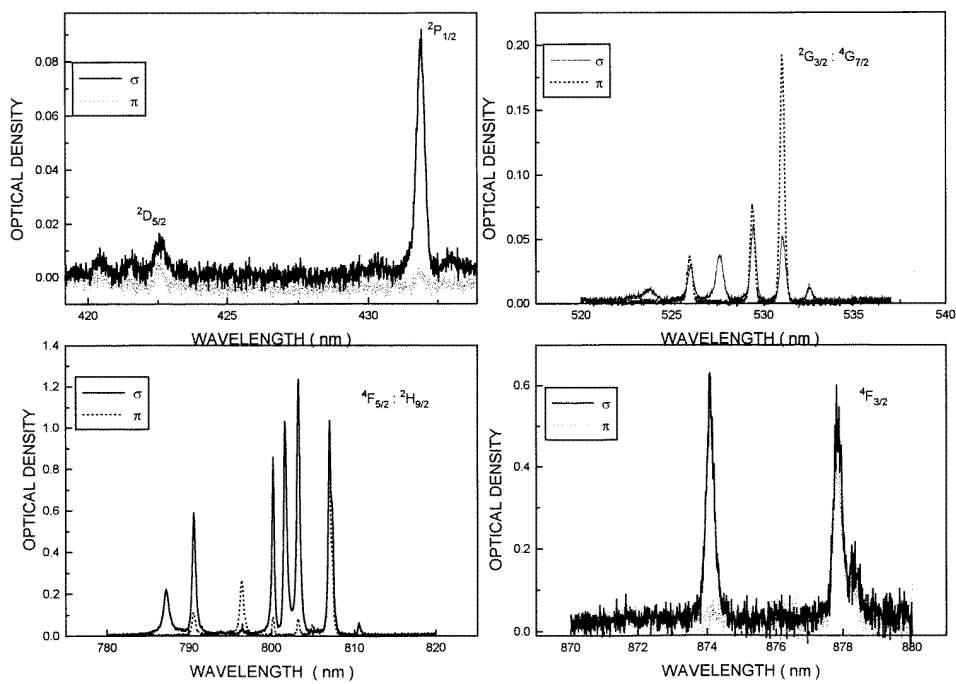 OPTICAL DENSITY
0.08
0.06
0.04
0.02
0.00
σ
π
²D₅/₂
²P₁/₂
420
425
430
WAVELENGTH ( nm )
OPTICAL DENSITY
0.20
0.15
0.10
0.05
0.00
σ
π
²G₃/₂ : ⁴G₇/₂
520
525
530
535
540
WAVELENGTH ( nm )
OPTICAL DENSITY
1.4
1.2
1.0
0.8
0.6
0.4
0.2
0.0
σ
π
⁴F₅/₂ : ²H₉/₂
780
790
800
810
820
WAVELENGTH ( nm )
OPTICAL DENSITY
0.6
0.4
0.2
0.0
σ
π
⁴F₃/₂
870
872
874
876
878
880
WAVELENGTH ( nm )